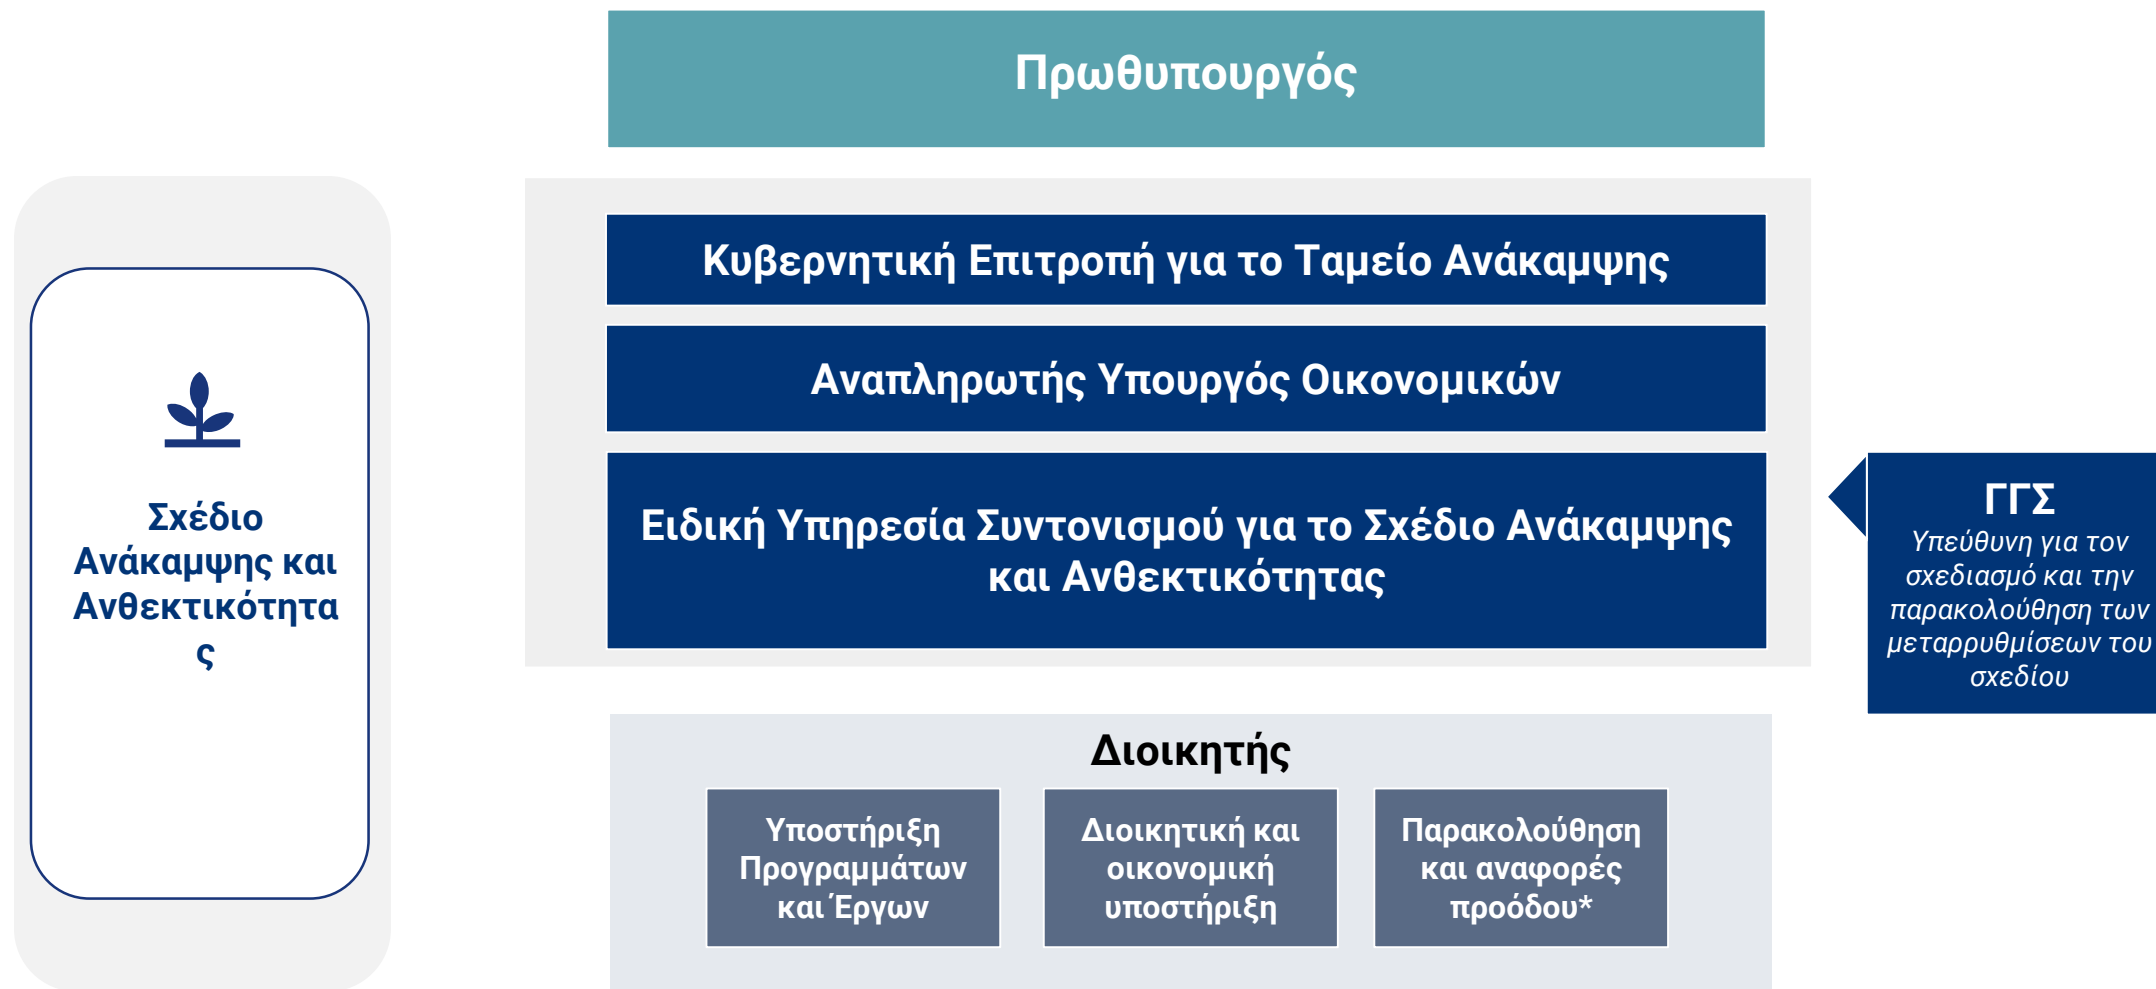 Πρωθυπουργός
Σχέδιο
Ανάκαμψης και
Ανθεκτικότητα
ς
Κυβερνητική Επιτροπή για το Ταμείο Ανάκαμψης
Αναπληρωτής Υπουργός Οικονομικών
Ειδική Υπηρεσία Συντονισμού για το Σχέδιο Ανάκαμψης
και Ανθεκτικότητας
ΓΓΣ
Υπεύθυνη για τον
σχεδιασμό και την
παρακολούθηση των
μεταρρυθμίσεων του
σχεδίου
Διοικητής
Υποστήριξη
Προγραμμάτων
και Έργων
Διοικητική και
οικονομική
υποστήριξη
Παρακολούθηση
και αναφορές
προόδου*